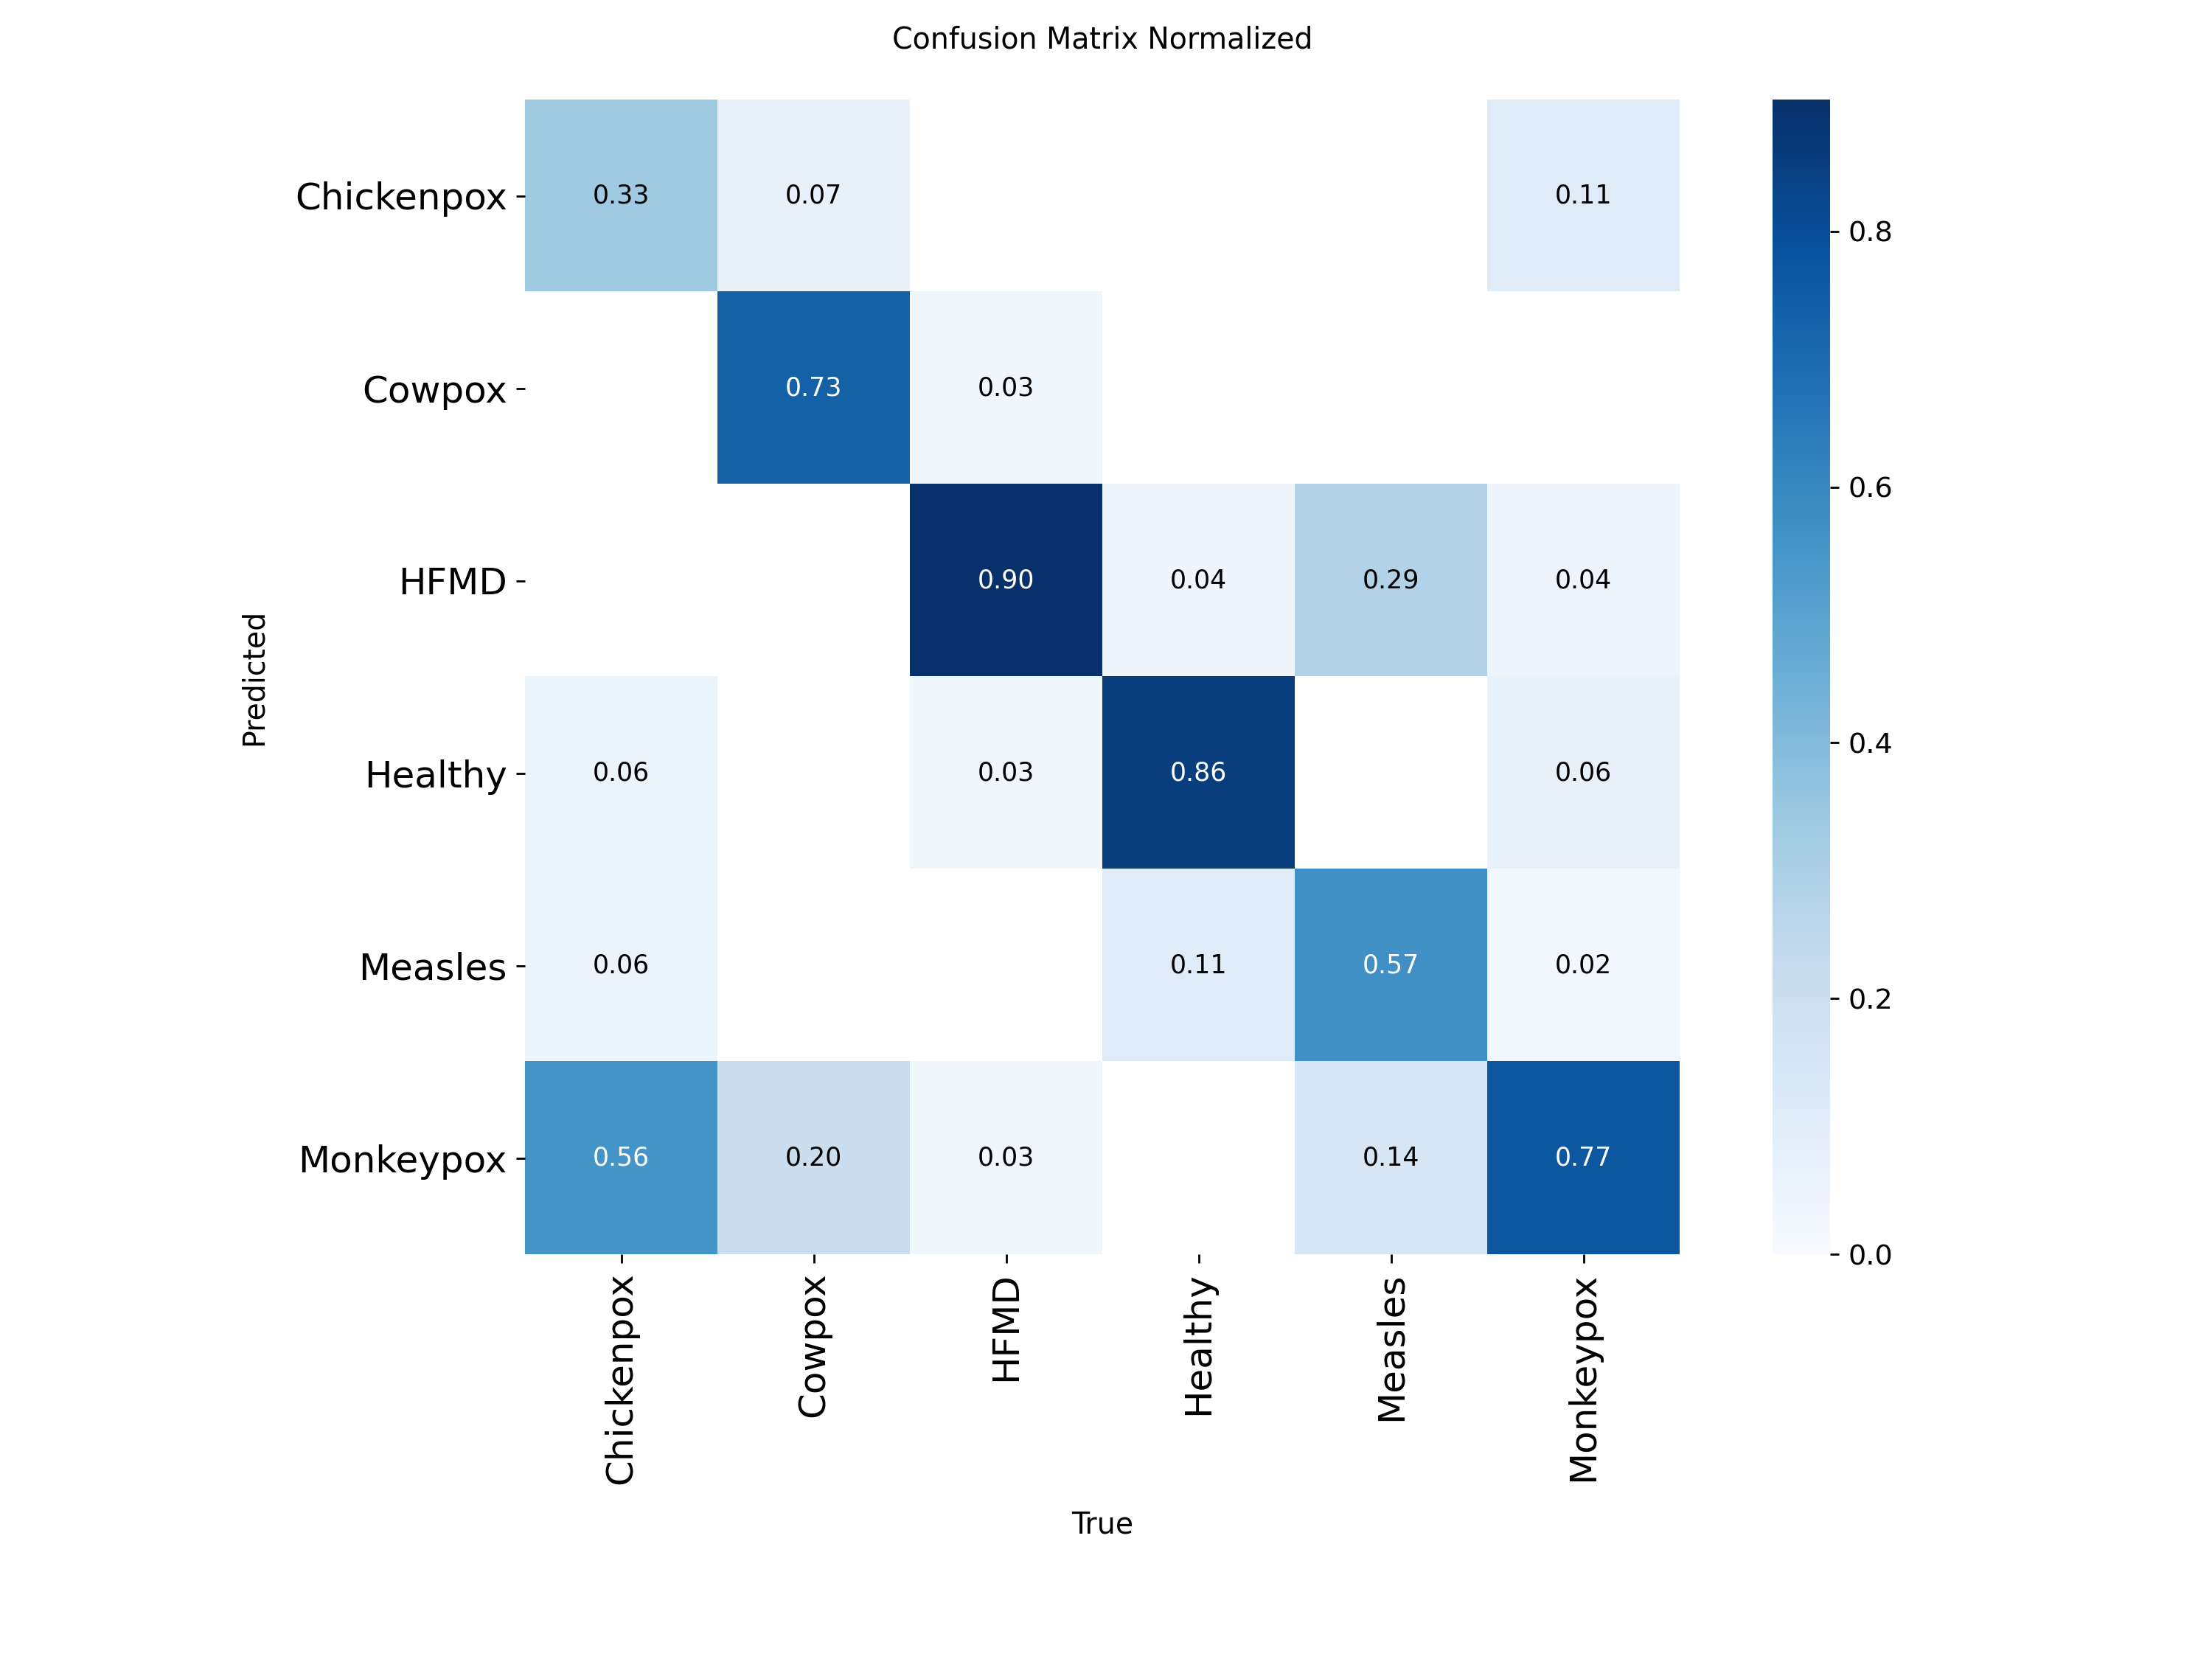 Confusion Matrix Normalized
Chickenpox 0.33 0.07 0.11
0.8
Cowpox 0.73 0.03
0.6
HFMD 0.90 0.04 0.29 0.04
Predicted
0.4
Healthy 0.06 0.03 0.86 0.06
Measles 0.06 0.11 0.57 0.02
0.2
Monkeypox 0.56 0.20 0.03 0.14 0.77
0.0
Chickenpox Cowpox HFMD Healthy Measles Monkeypox
True